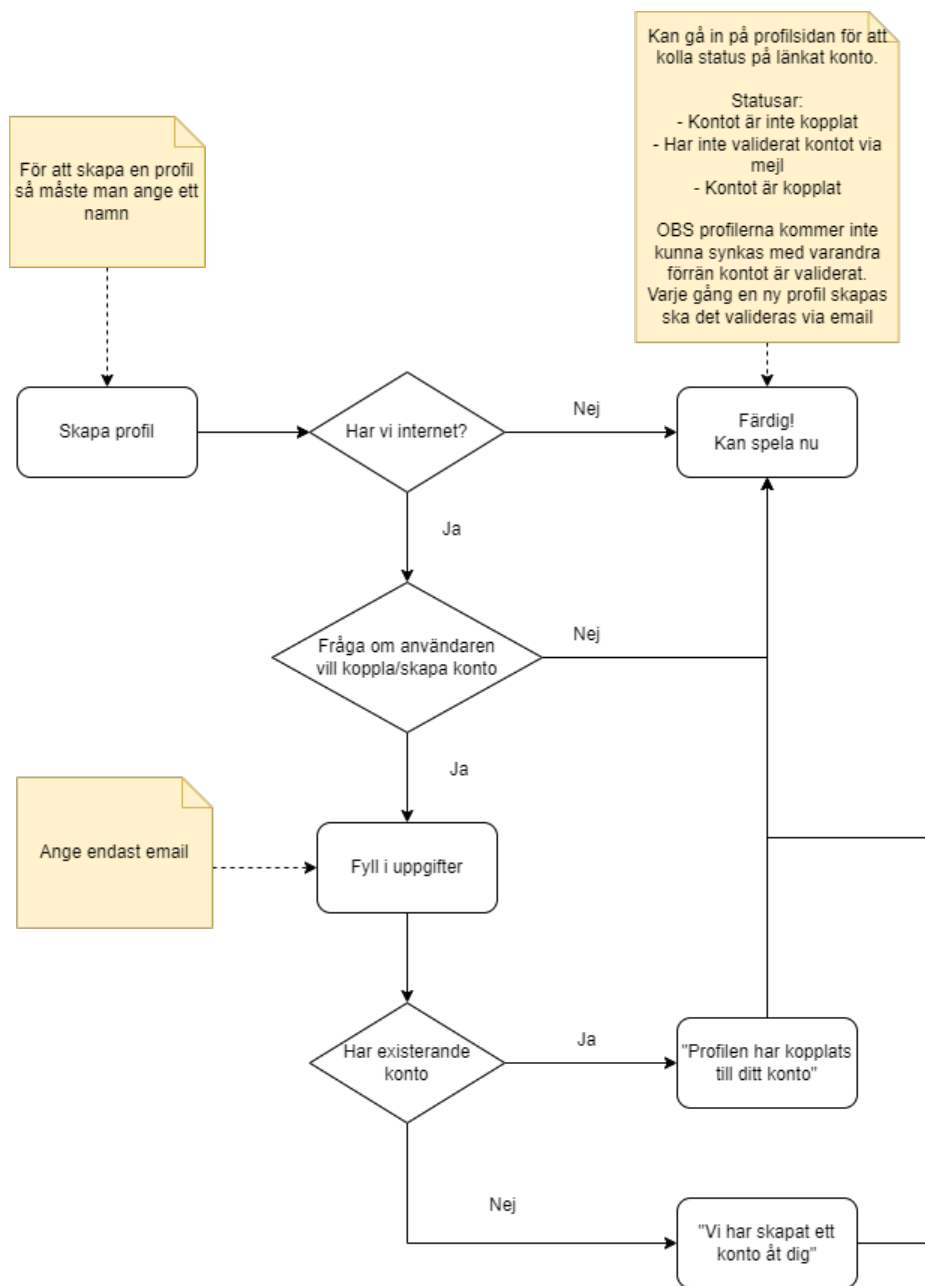 Kan gå in på profilsidan för att
kolla status på länkat konto.
Statusar:
- Kontot är inte kopplat
- Har inte validerat kontot via
mejl
- Kontot är kopplat
OBS profilerna kommer inte
kunna synkas med varandra
förrän kontot är validerat.
Varje gång en ny profil skapas
ska det valideras via email
För att skapa en profil
så måste man ange ett
namn
Skapa profil
Har vi internet?
Nej
Färdig!
Kan spela nu
Ja
Fråga om användaren
vill koppla/skapa konto
Nej
Ja
Ange endast email
Fyll i uppgifter
Har existerande
konto
Ja
"Profilen har kopplats
till ditt konto"
Nej
"Vi har skapat ett
konto åt dig"